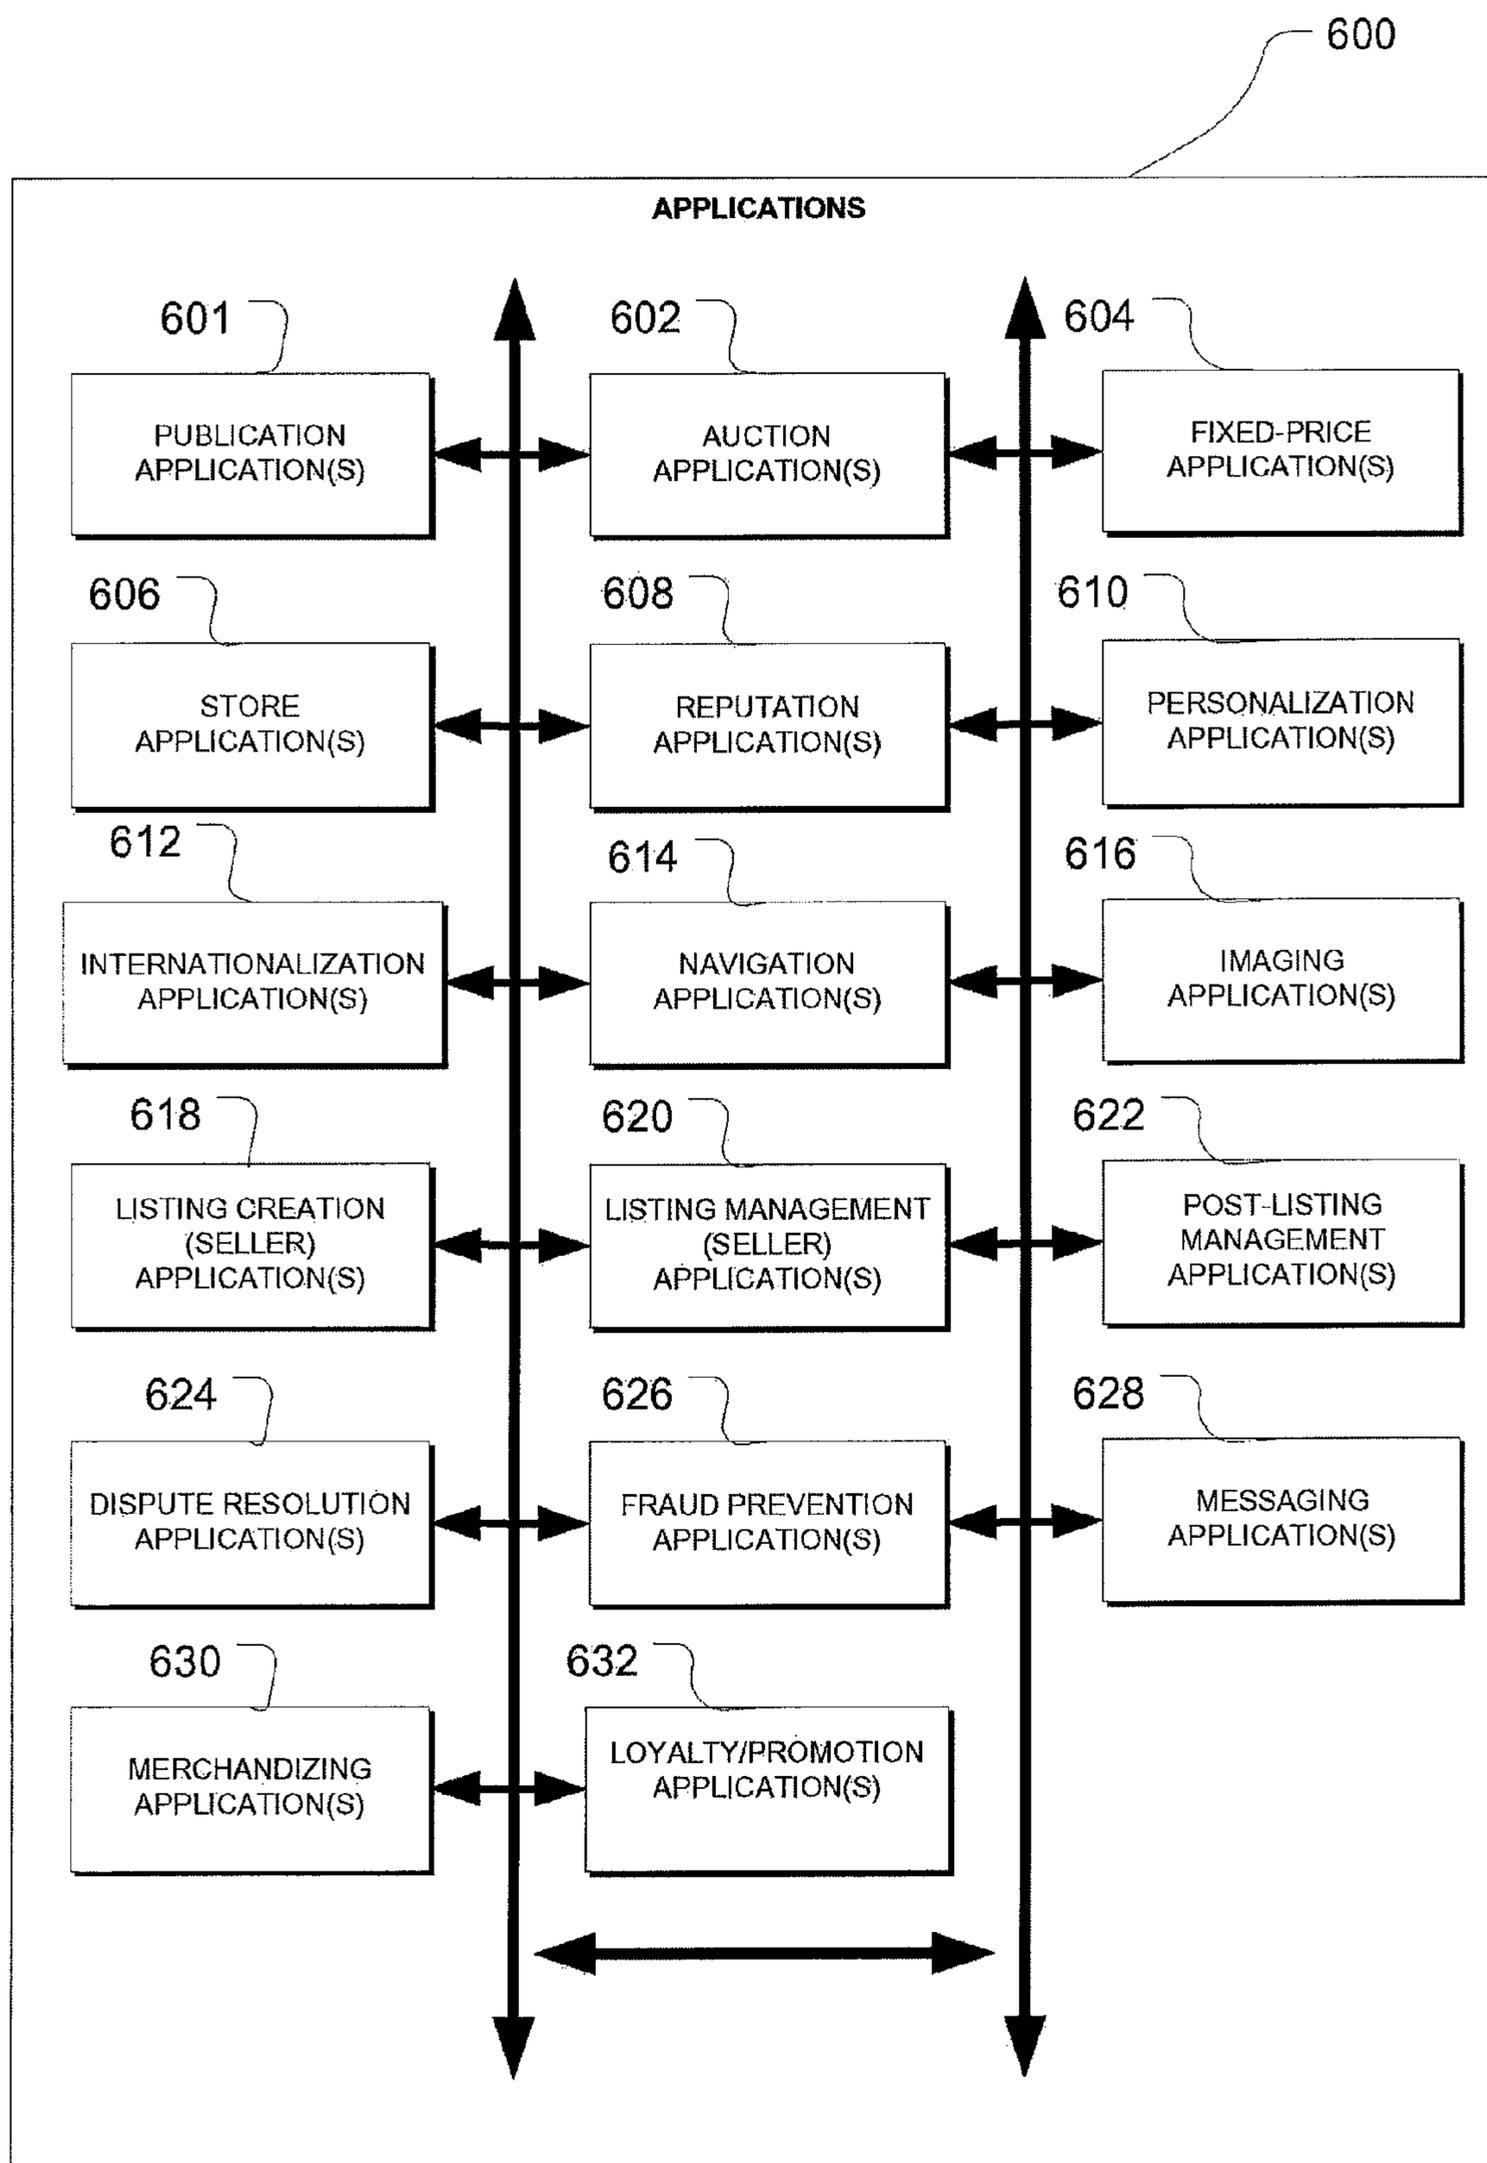 600
APPLICATIONS
601
PUBLICATION
APPLICATION(S)
602
AUCTION
APPLICATION(S)
604
FIXED-PRICE
APPLICATION(S)
606
STORE
APPLICATION(S)
608
REPUTATION
APPLICATION(S)
610
PERSONALIZATION
APPLICATION(S)
612
INTERNATIONALIZATION
APPLICATION(S)
614
NAVIGATION
APPLICATION(S)
616
IMAGING
APPLICATION(S)
618
LISTING CREATION
(SELLER)
APPLICATION(S)
620
LISTING MANAGEMENT
(SELLER)
APPLICATION(S)
622
POST-LISTING
MANAGEMENT
APPLICATION(S)
624
DISPUTE RESOLUTION
APPLICATION(S)
626
FRAUD PREVENTION
APPLICATION(S)
628
MESSAGING
APPLICATION(S)
630
MERCHANDIZING
APPLICATION(S)
632
LOYALTY/PROMOTION
APPLICATION(S)